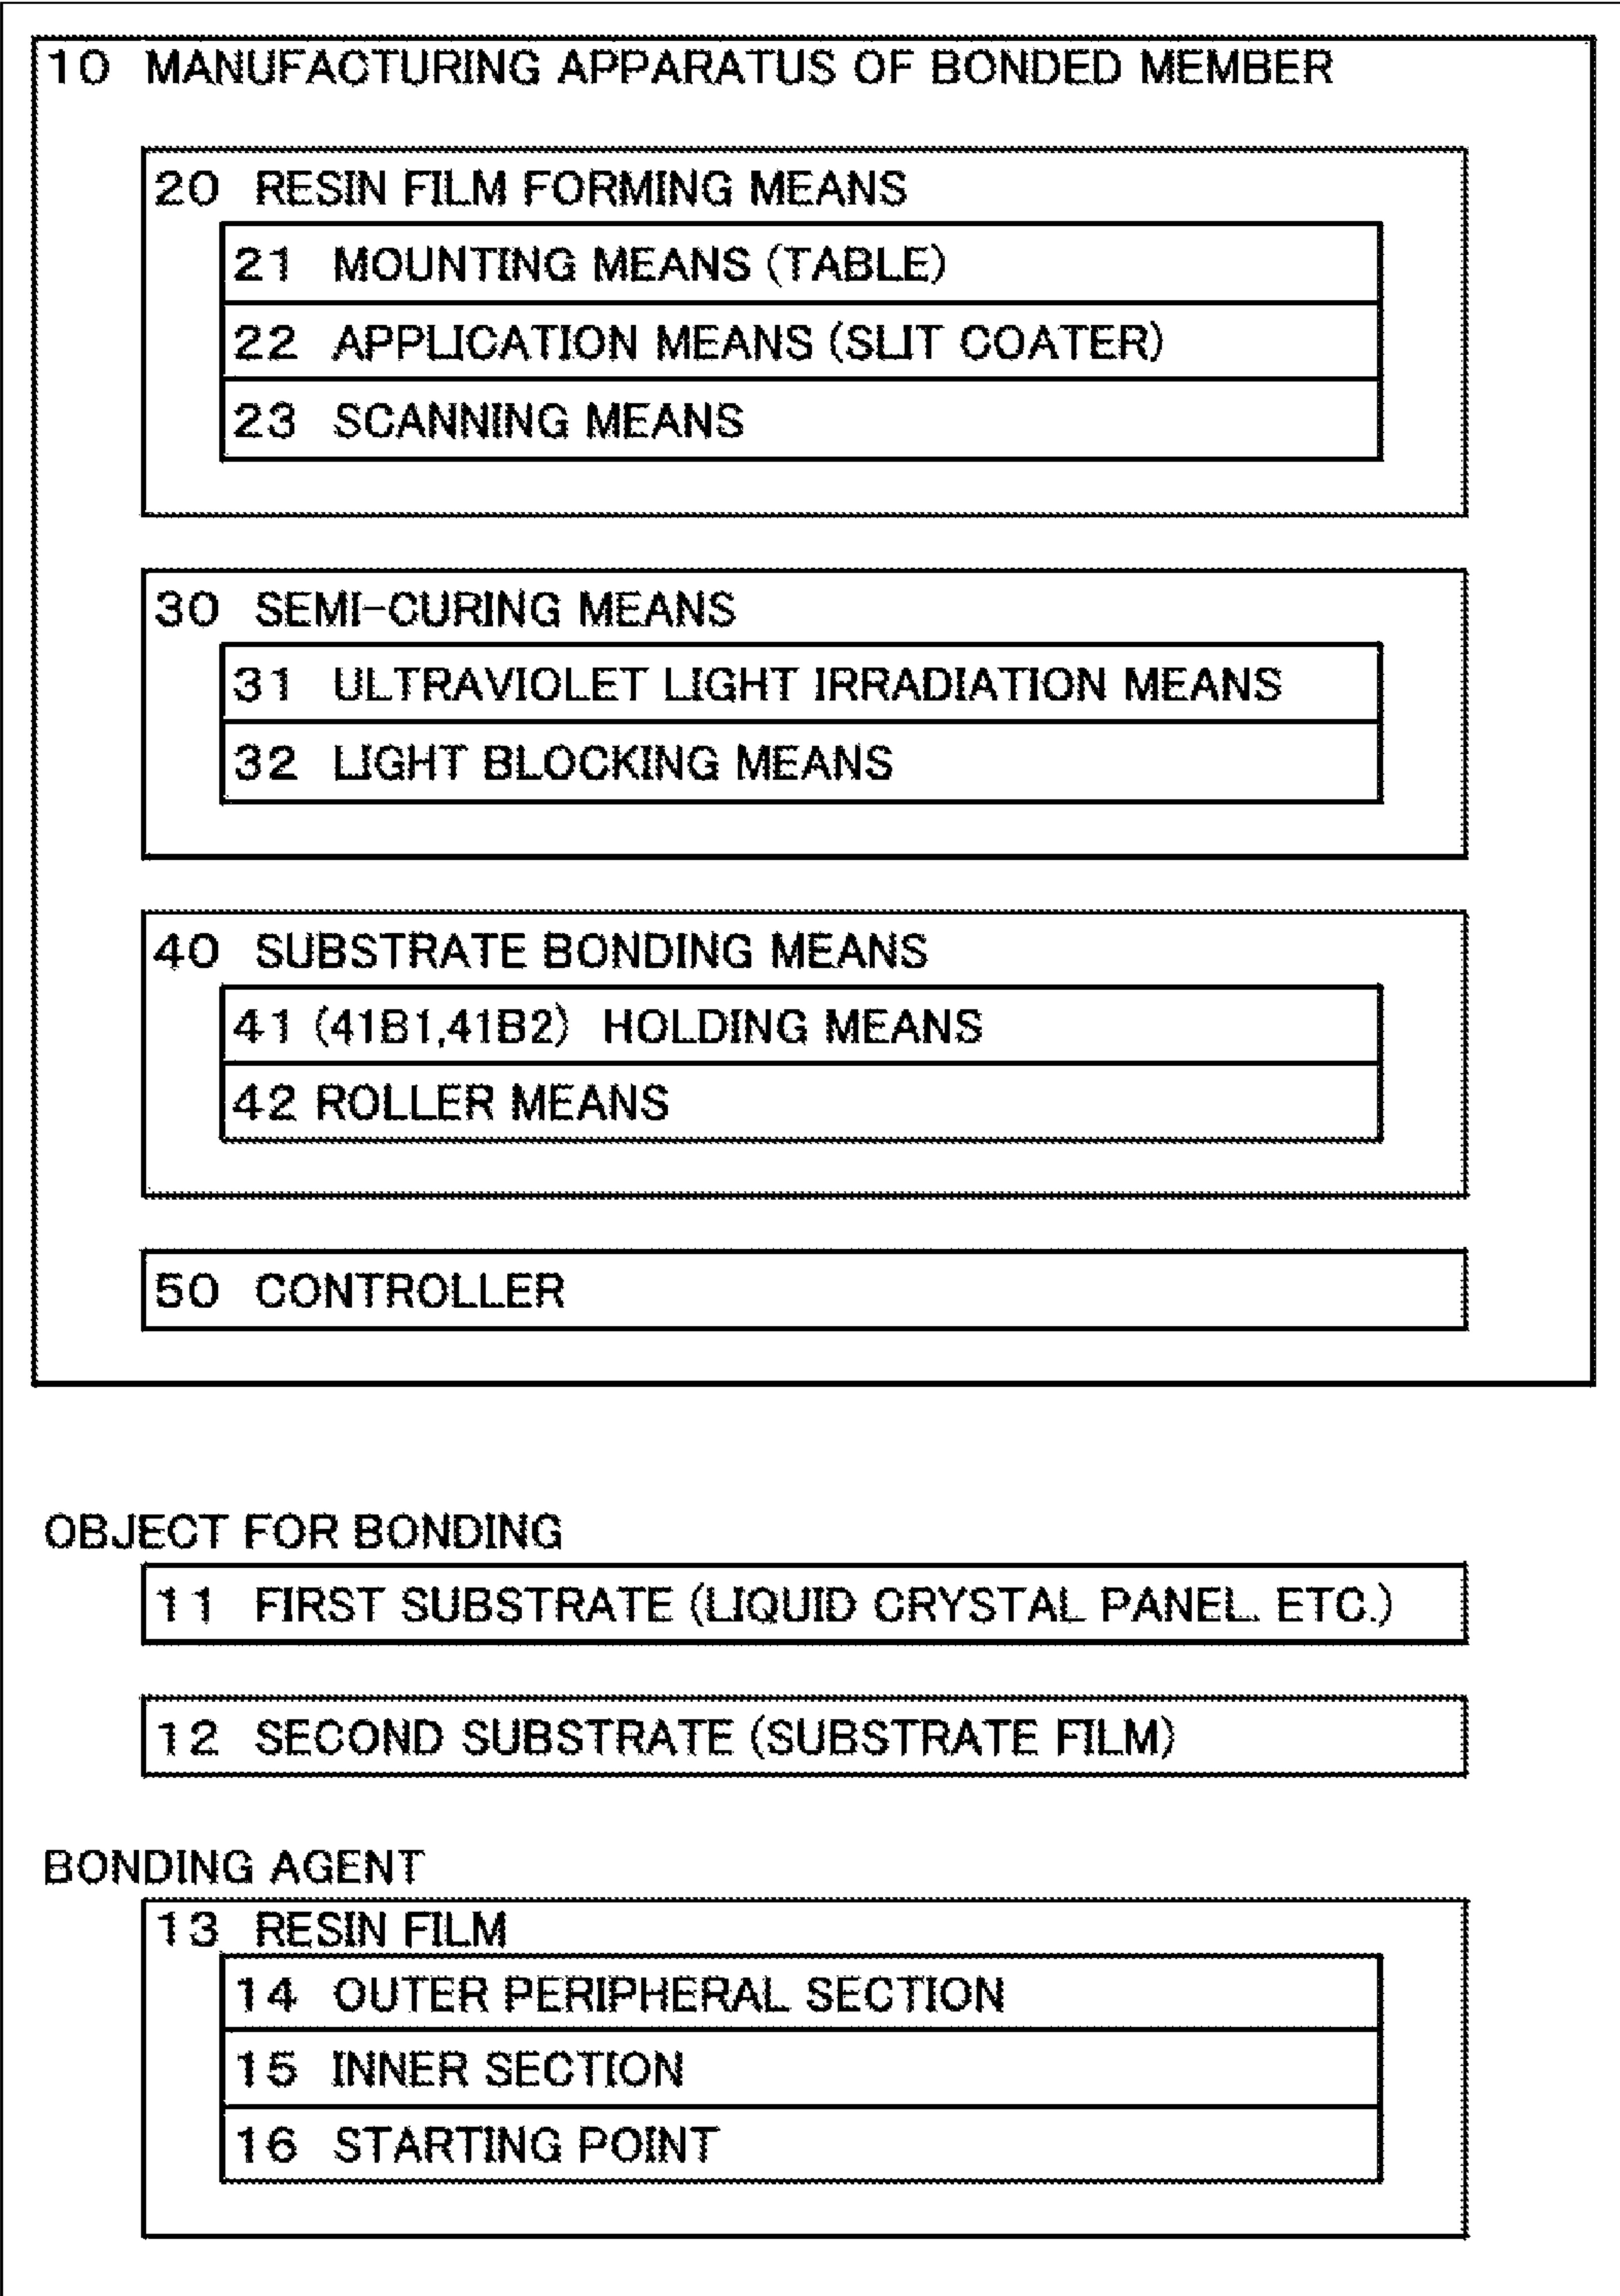 10 MANUFACTURING APPARATUS OF BONDED MEMBER
20 RESIN FILM FORMING MEANS
21 MOUNTING MEANS (TABLE)
22 APPLICATION MEANS (SLIT COATER)
23 SCANNING MEANS
30 SEMI-CURING MEANS
31 ULTRAVIOLET LIGHT IRRADIATION MEANS
32 LIGHT BLOCKING MEANS
40 SUBSTRATE BONDING MEANS
41 (41B1,41B2) HOLDING MEANS
42 ROLLER MEANS
50 CONTROLLER
OBJECT FOR BONDING
11 FIRST SUBSTRATE (LIQUID CRYSTAL PANEL. ETC.)
12 SECOND SUBSTRATE (SUBSTRATE FILM)
BONDING AGENT
13 RESIN FILM
14 OUTER PERIPHERAL SECTION
15 INNER SECTION
16 STARTING POINT